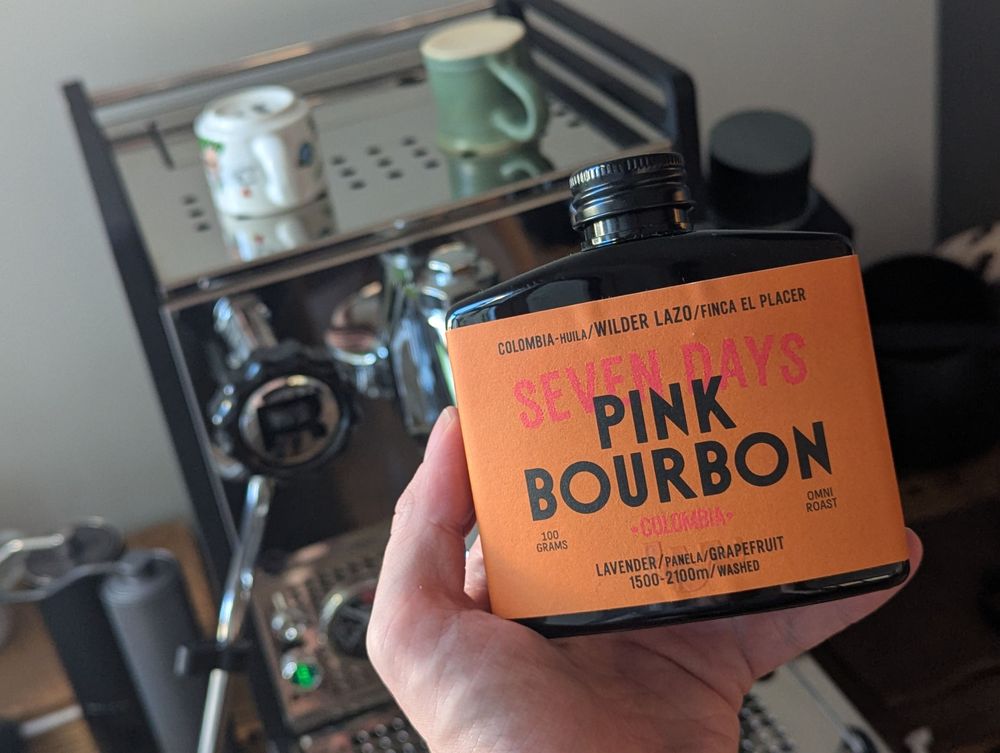 COLOMBIA-HUILA/WILDER LAZO/FINCA EL PLACER
SEVEN DAYS
PINK
BOURBON
100
GRAMS
•COLOMBIA•
OMNI
ROAST
LAVENDER/PANELA/GRAPEFRUIT
1500-2100m/WASHED